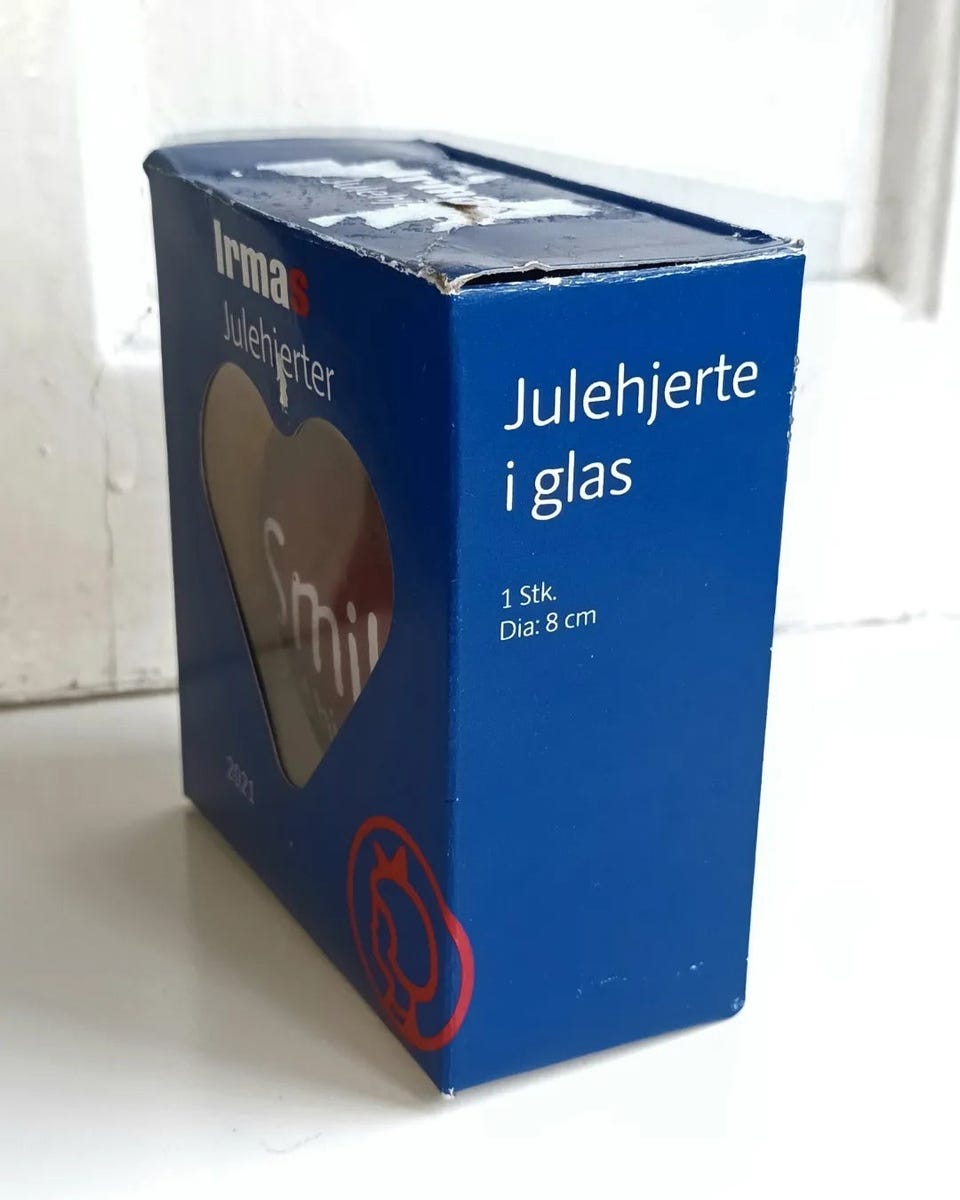 Irmas
Julehjerter
Smil
2021
Julehjerte
i glas
1 Stk.
Dia: 8 cm